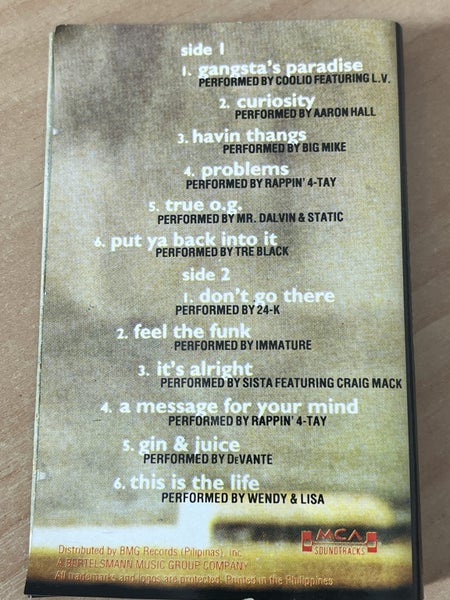 side 1
1. gangsta's paradise
PERFORMED BY COOLIO FEATURING L.V.
2. curiosity
PERFORMED BY AARON HALL
3. havin thangs
PERFORMED BY BIG MIKE
4. problems
PERFORMED BY RAPPIN' 4-TAY
5. true o.g.
PERFORMED BY MR. DALVIN & STATIC
6. put ya back into it
PERFORMED BY TRE BLACK
side 2
1. don't go there
PERFORMED BY 24-K
2. feel the funk
PERFORMED BY IMMATURE
3. it's alright
PERFORMED BY SISTA FEATURING CRAIG MACK
4. a message for your mind
PERFORMED BY RAPPIN' 4-TAY
5. gin & juice
PERFORMED BY DeVANTE
6. this is the life
PERFORMED BY WENDY & LISA
MCA
SOUNDTRACKS
Distributed by BMG Records (Pilipinas), Inc.
A BERTELSMANN MUSIC GROUP COMPANY
All trademarks and logos are protected. Printed in the Philippines